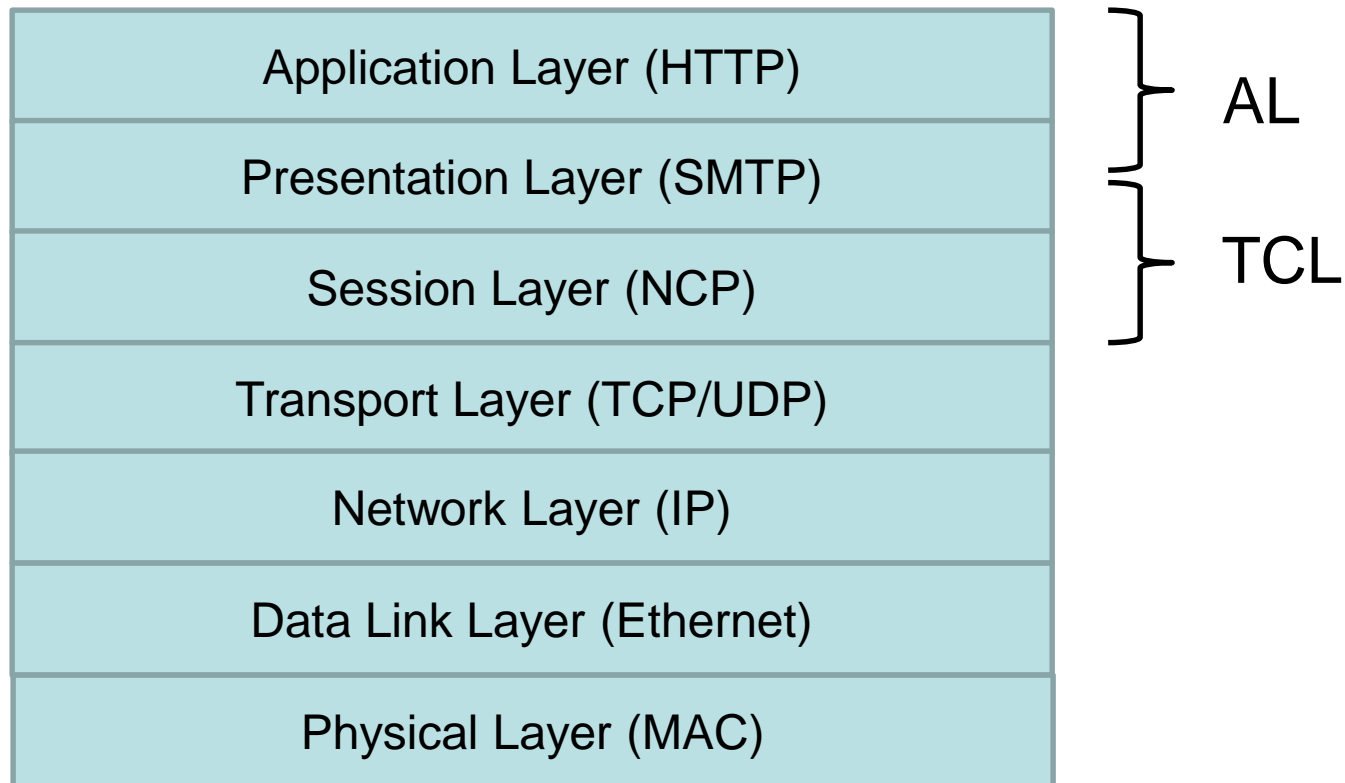 Application Layer (HTTP)
AL
Presentation Layer (SMTP)
TCL
Session Layer (NCP)
Transport Layer (TCP/UDP)
Network Layer (IP)
Data Link Layer (Ethernet)
Physical Layer (MAC)